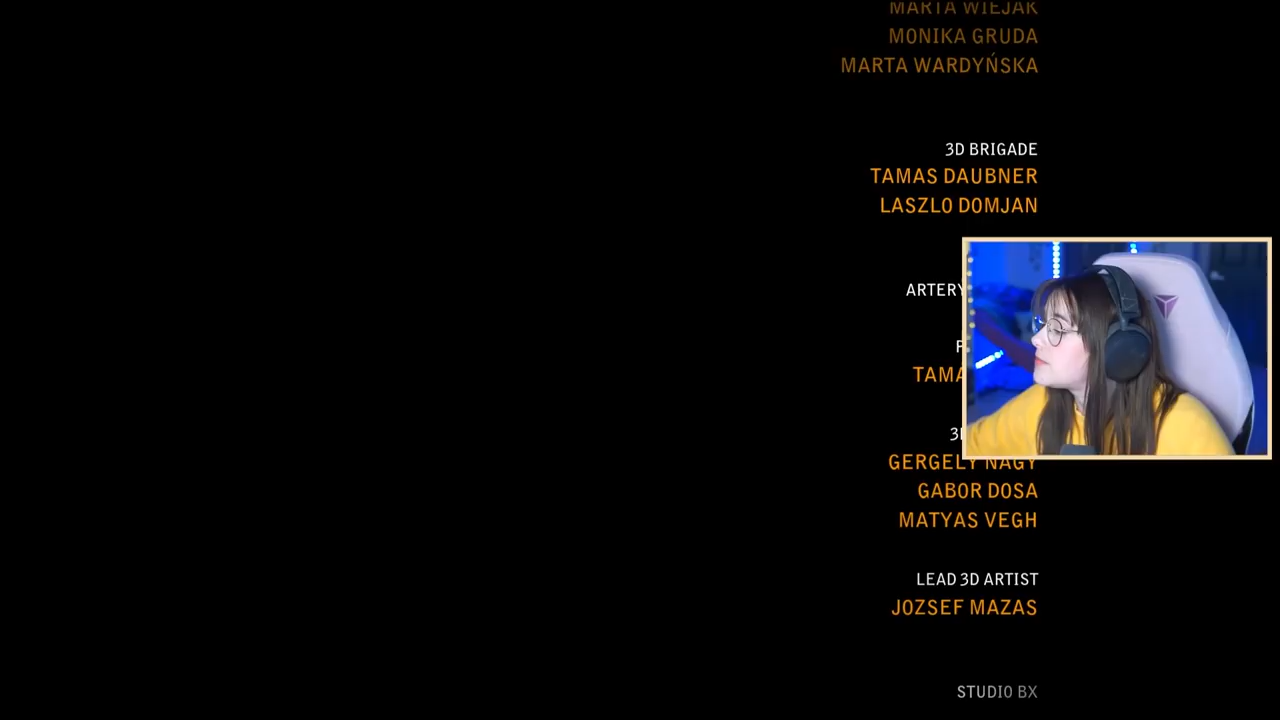 MARTA WIEJAK
MONIKA GRUDA
MARTA WARDYŃSKA
3D BRIGADE
TAMAS DAUBNER
LASZLO DOMJAN
ARTERY
GERGELY NAGY
GABOR DOSA
MATYAS VEGH
LEAD 3D ARTIST
JOZSEF MAZAS
STUDIO BX